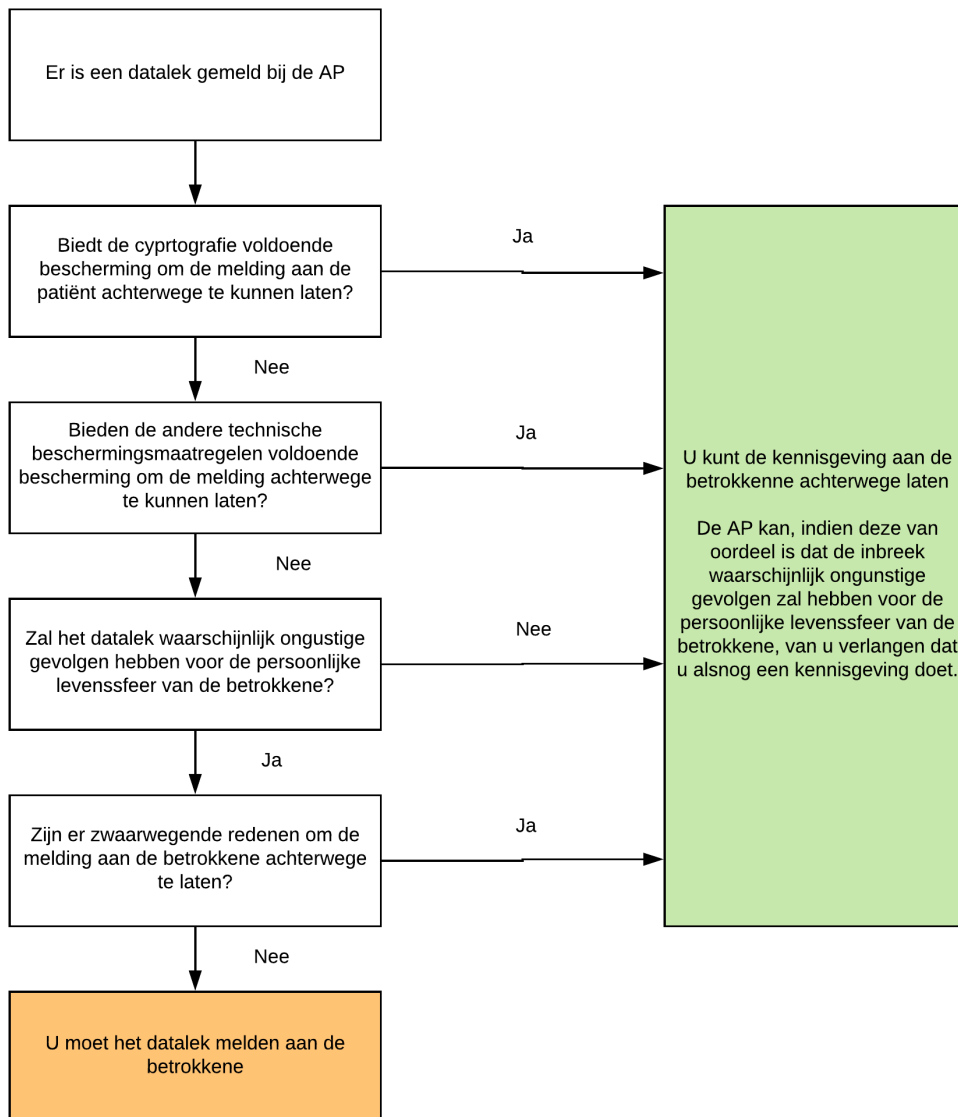 Er is een datalek gemeld bij de AP
Biedt de cyprtografie voldoende
bescherming om de melding aan de
patiënt achterwege te kunnen laten?
Ja
Nee
Bieden de andere technische
beschermingsmaatregelen voldoende
bescherming om de melding achterwege
te kunnen laten?
Ja
Nee
Zal het datalek waarschijnlijk ongustige
gevolgen hebben voor de persoonlijke
levenssfeer van de betrokkene?
Nee
Ja
Zijn er zwaarwegende redenen om de
melding aan de betrokkene achterwege
te laten?
Ja
Nee
U moet het datalek melden aan de
betrokkene
U kunt de kennisgeving aan de
betrokkenne achterwege laten
De AP kan, indien deze van
oordeel is dat de inbreek
waarschijnlijk ongunstige
gevolgen zal hebben voor de
persoonlijke levenssfeer van de
betrokkene, van u verlangen dat
u alsnog een kennisgeving doet.